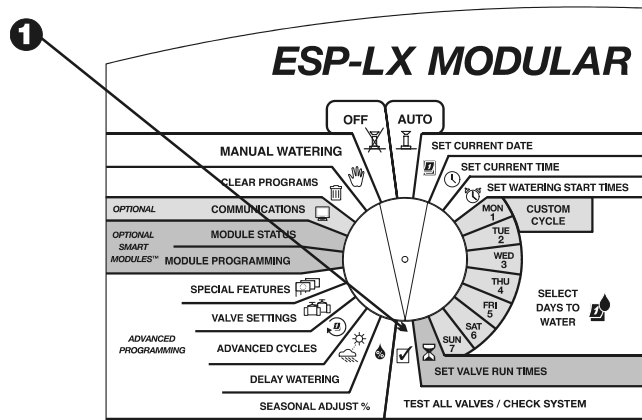 1
ESP-LX MODULAR
OFF
AUTO
MANUAL WATERING
SET CURRENT DATE
CLEAR PROGRAMS
SET CURRENT TIME
SET WATERING START TIMES
OPTIONAL
COMMUNICATIONS
MON
1
CUSTOM
CYCLE
OPTIONAL
SMART
MODULES™
MODULE STATUS
TUE
2
MODULE PROGRAMMING
WED
3
SPECIAL FEATURES
THU
4
SELECT
DAYS TO
WATER
VALVE SETTINGS
FRI
5
ADVANCED
PROGRAMMING
ADVANCED CYCLES
SAT
6
SUN
7
DELAY WATERING
%
SET VALVE RUN TIMES
SEASONAL ADJUST %
TEST ALL VALVES / CHECK SYSTEM